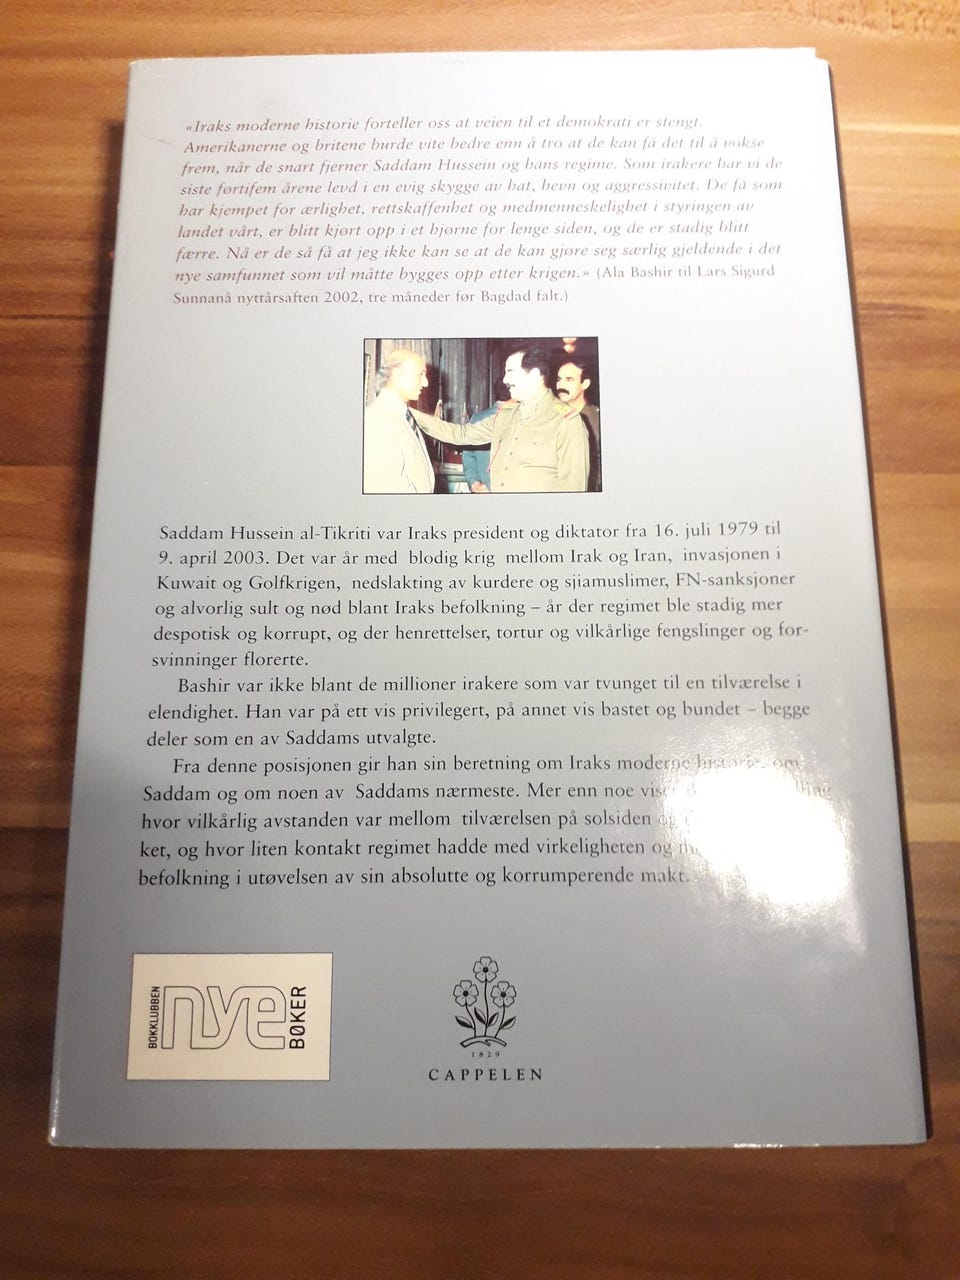 «Iraks moderne historie forteller oss at veien til et demokrati er stengt.
Amerikanerne og britene burde vite bedre enn å tro at de kan få det til å vokse
frem, når de snart fjerner Saddam Hussein og hans regime. Som irakere har vi de
siste førtifem årene levd i en evig skygge av hat, hevn og aggressivitet. De få som
har kjempet for ærlighet, rettskaffenhet og medmenneskelighet i styringen av
landet vårt, er blitt kjørt opp i et hjørne for lenge siden, og de er stadig blitt
færre. Nå er de så få at jeg ikke kan se at de kan gjøre seg særlig gjeldende i det
nye samfunnet som vil måtte bygges opp etter krigen.» (Ala Bashir til Lars Sigurd
Sunnanå nyttårsaften 2002, tre måneder før Bagdad falt.)
Saddam Hussein al-Tikriti var Iraks president og diktator fra 16. juli 1979 til
9. april 2003. Det var år med blodig krig mellom Irak og Iran, invasjonen i
Kuwait og Golfkrigen, nedslakting av kurdere og sjiamuslimer, FN-sanksjoner
og alvorlig sult og nød blant Iraks befolkning – år der regimet ble stadig mer
despotisk og korrupt, og der henrettelser, tortur og vilkårlige fengslinger og for-
svinninger florerte.
Bashir var ikke blant de millioner irakere som var tvunget til en tilværelse i
elendighet. Han var på ett vis privilegert, på annet vis bastet og bundet – begge
deler som en av Saddams utvalgte.
Fra denne posisjonen gir han sin beretning om Iraks moderne historie, om
Saddam og om noen av Saddams nærmeste. Mer enn noe
hvor vilkårlig avstanden var mellom tilværelsen på solsiden og
ket, og hvor liten kontakt regimet hadde med virkeligheten og
befolkning i utøvelsen av sin absolutte og korrumperende makt.
BOKKLUBBEN
nye
BØKER
1829
CAPPELEN